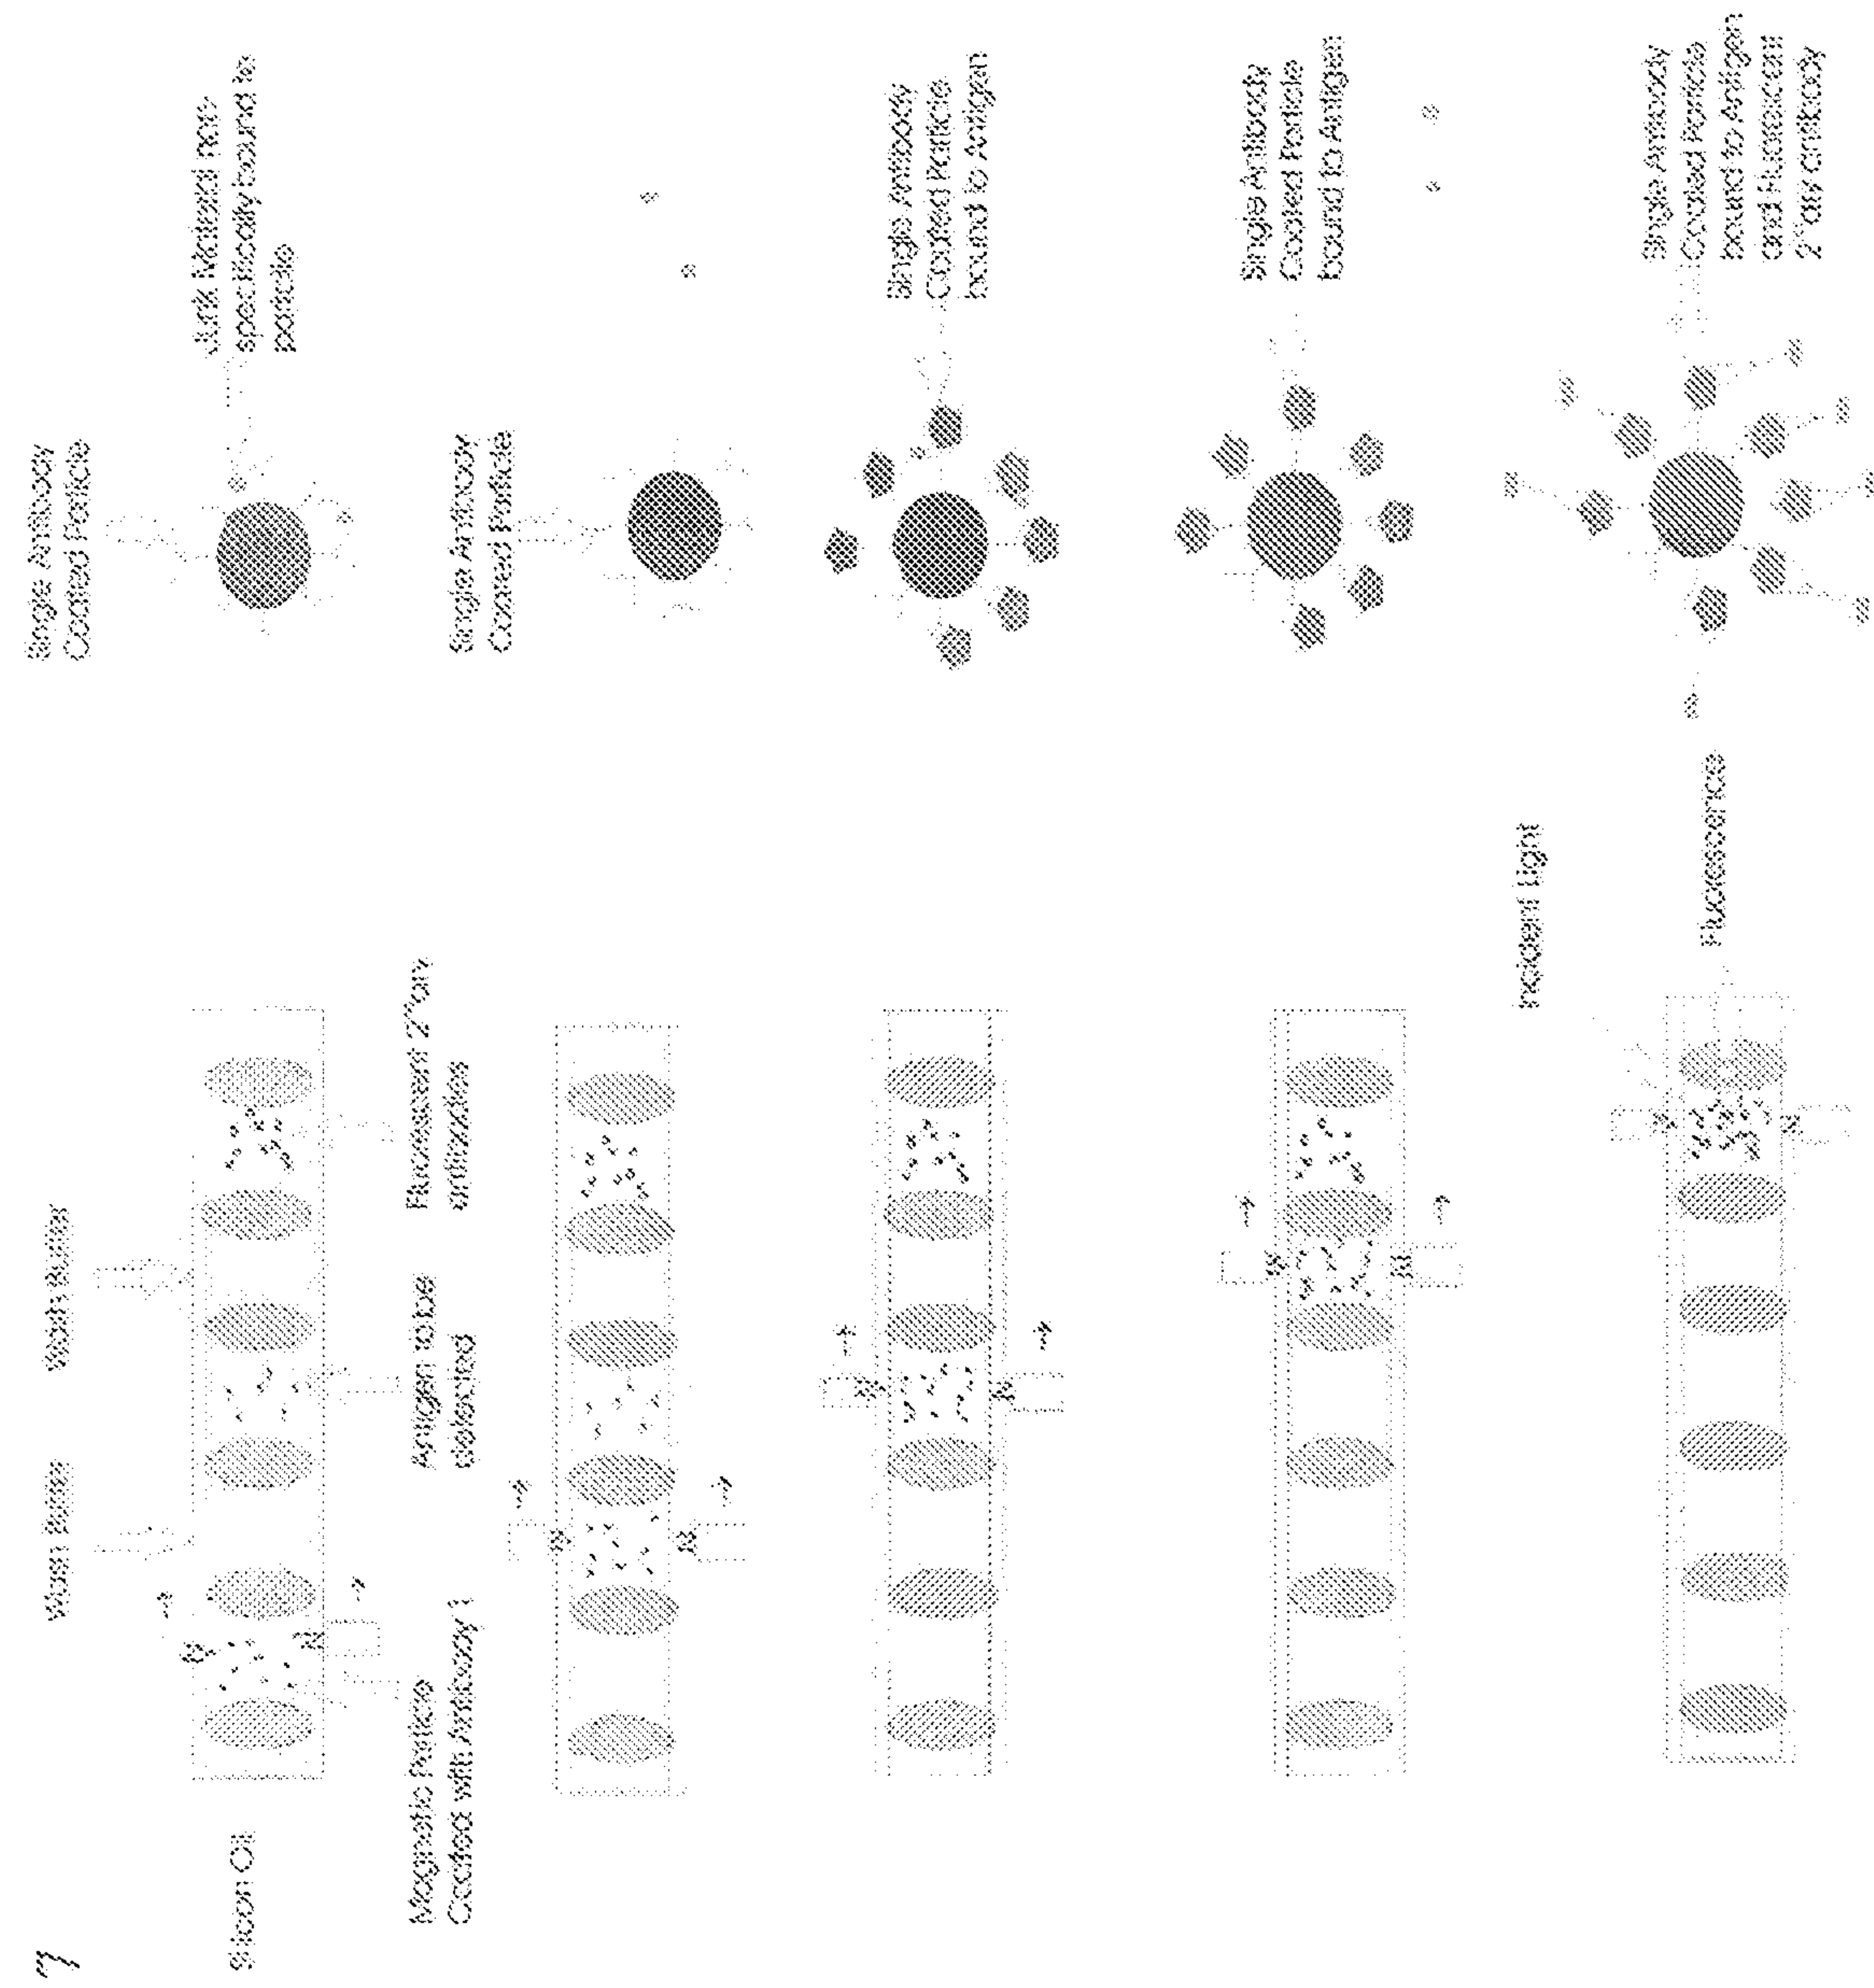 Single Antibody
Coated Particle
Junk Material non-
specifically bound to
particle
Wash Buffer
Wash Buffer
Silicon Oil
Magnetic Particle
Coated with Antibody 1
Antigen to be
detected
Fluorescent 2°ary
antibodies
Single Antibody
Coated Particle
Single Antibody
Coated Particle
bound to Antigen
Single Antibody
Coated Particle
bound to Antigen
Incident Light
Fluorescence
Single Antibody
Coated Particle
bound to Antigen
and Fluorescent
2°ary antibody